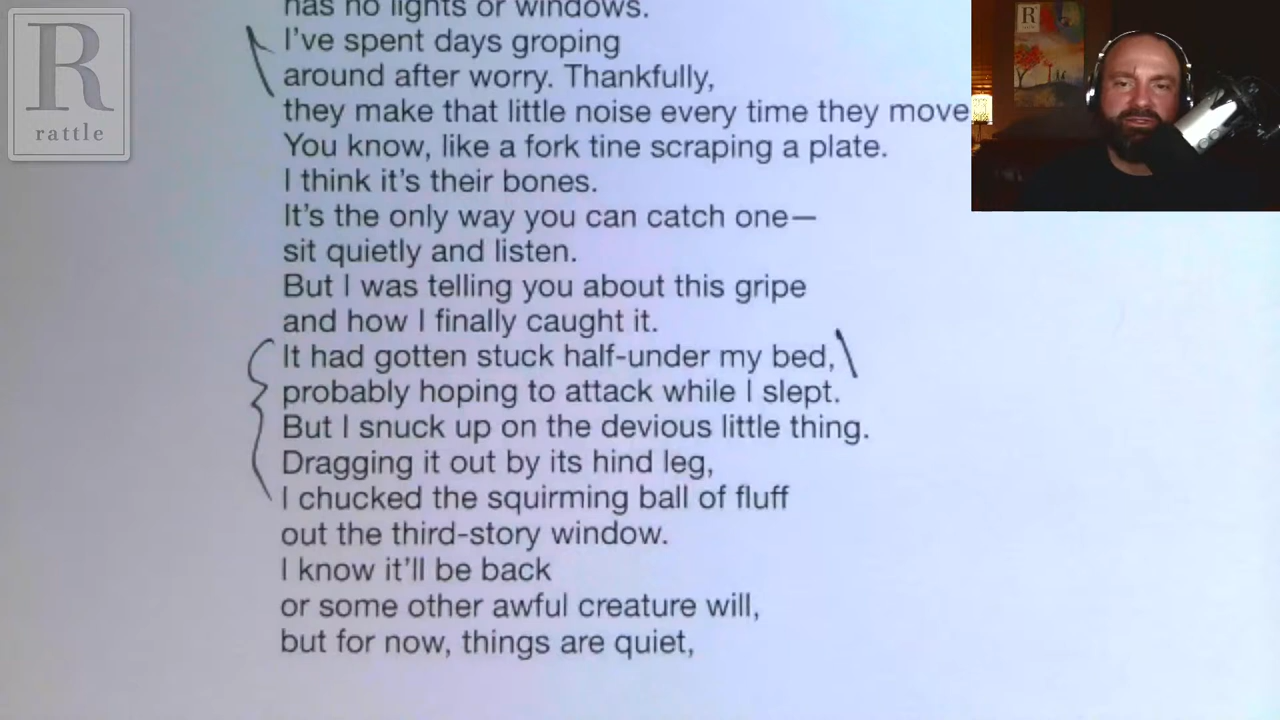 R
rattle
has no lights or windows.
I've spent days groping
around after worry. Thankfully,
they make that little noise every time they move
You know, like a fork tine scraping a plate.
I think it's their bones.
It's the only way you can catch one—
sit quietly and listen.
But I was telling you about this gripe
and how I finally caught it.
It had gotten stuck half-under my bed,
probably hoping to attack while I slept.
But I snuck up on the devious little thing.
Dragging it out by its hind leg,
I chucked the squirming ball of fluff
out the third-story window.
I know it'll be back
or some other awful creature will,
but for now, things are quiet,